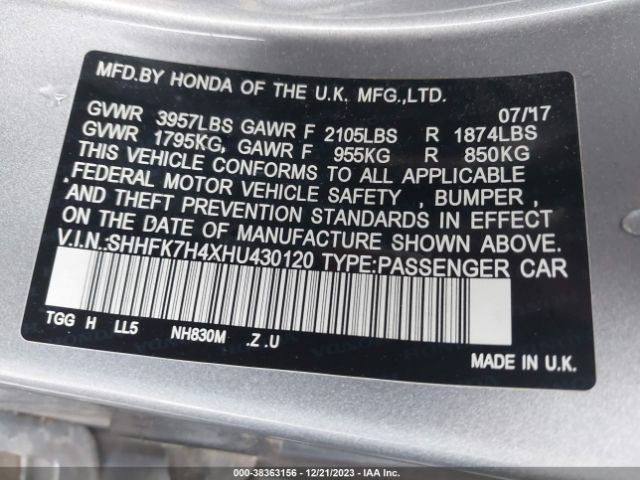 MFD.BY HONDA OF THE U.K. MFG.,LTD.
07/17
GVWR 3957LBS GAWR F 2105LBS R 1874LBS
GVWR 1795KG, GAWR F 955KG R 850KG
THIS VEHICLE CONFORMS TO ALL APPLICABLE
.FEDERAL MOTOR VEHICLE SAFETY , BUMPER ,
AND THEFT PREVENTION STANDARDS IN EFFECT
ON THE DATE OF MANUFACTURE SHOWN ABOVE.
V.I.N.:SHHFK7H4XHU430120 TYPE:PASSENGER CAR
TGG H LL5 NH830M .Z .U
MADE IN U.K.
© - 38363156 - 12/21/2023 - IAA Inc.